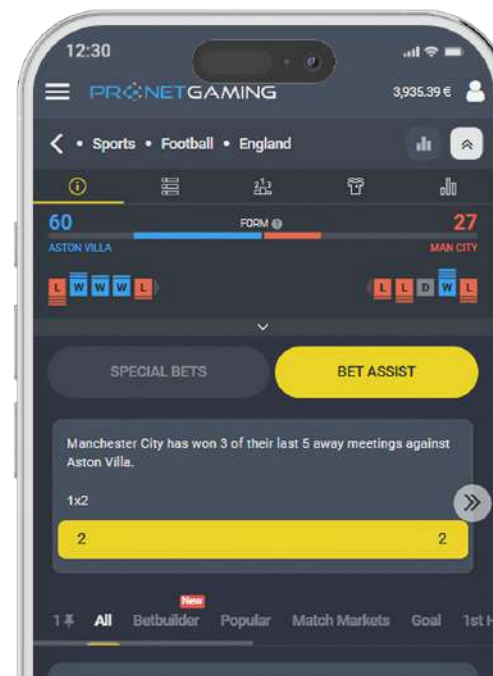 12:30
PRONETGAMING
3,935.39 €
• Sports • Football • England
60 FORM 27
ASTON VILLA MAN CITY
L W W W L L L D W L
SPECIAL BETS BET ASSIST
Manchester City has won 3 of their last 5 away meetings against
Aston Villa.
1x2
2 2
New
1 All Betbuilder Popular Match Markets Goal 1st H